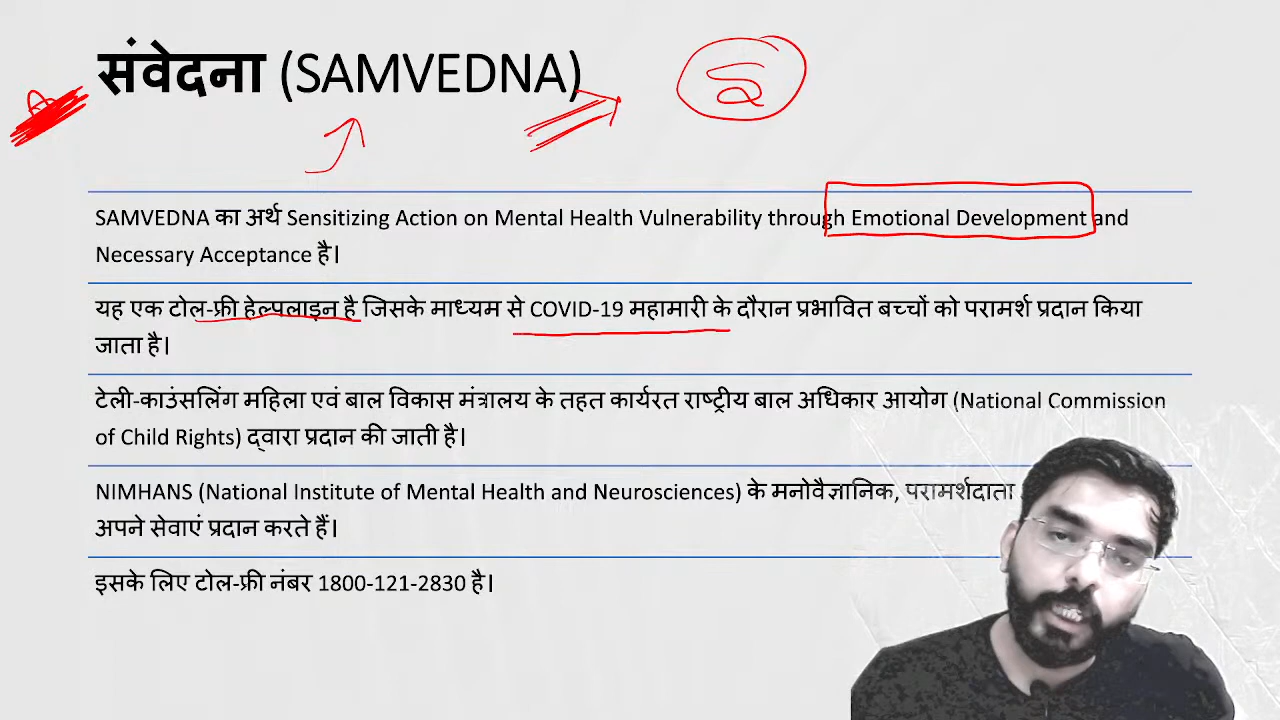 संवेदना (SAMVEDNA)
SAMVEDNA का अर्थ Sensitizing Action on Mental Health Vulnerability through Emotional Development and
Necessary Acceptance है।
यह एक टोल-फ्री हेल्पलाइन है जिसके माध्यम से COVID-19 महामारी के दौरान प्रभावित बच्चों को परामर्श प्रदान किया
जाता है।
टेली-काउंसलिंग महिला एवं बाल विकास मंत्रालय के तहत कार्यरत राष्ट्रीय बाल अधिकार आयोग (National Commission
of Child Rights) द्वारा प्रदान की जाती है।
NIMHANS (National Institute of Mental Health and Neurosciences) के मनोवैज्ञानिक, परामर्शदाता
अपने सेवाएं प्रदान करते हैं।
इसके लिए टोल-फ्री नंबर 1800-121-2830 है।